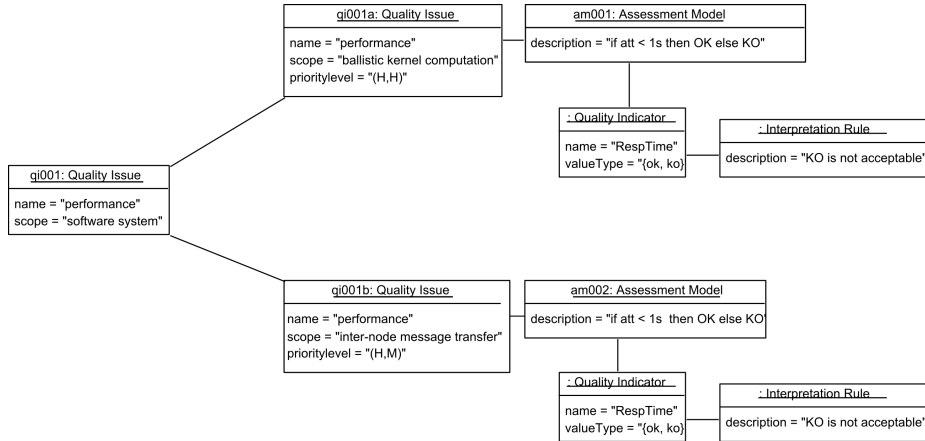 qi001a: Quality Issue
name = "performance"
scope = "ballistic kernel computation"
prioritylevel = "(H,H)"
am001: Assessment Model
description = "if att < 1s then OK else KO"
: Quality Indicator
name = "RespTime"
valueType = "{ok, ko}
: Interpretation Rule
description = "KO is not acceptable"
qi001: Quality Issue
name = "performance"
scope = "software system"
qi001b: Quality Issue
name = "performance"
scope = "inter-node message transfer"
prioritylevel = "(H,M)"
am002: Assessment Model
description = "if att < 1s then OK else KO"
: Quality Indicator
name = "RespTime"
valueType = "{ok, ko}
: Interpretation Rule
description = "KO is not acceptable"